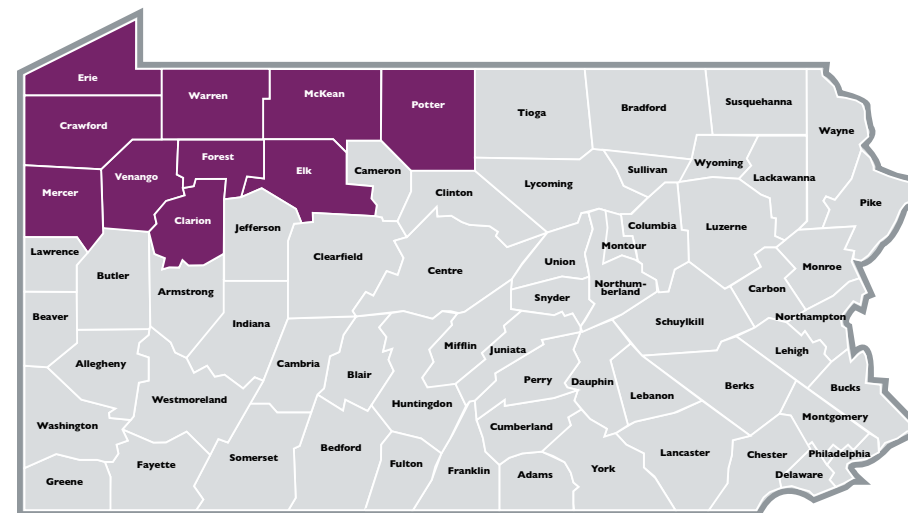 Erie
Warren
McKean
Potter
Tioga
Bradford
Susquehanna
Wayne
Crawford
Forest
Elk
Cameron
Clinton
Lycoming
Sullivan
Wyoming
Lackawanna
Pike
Mercer
Venango
Clarion
Jefferson
Clearfield
Centre
Union
Montour
Columbia
Luzerne
Monroe
Lawrence
Butler
Armstrong
Snyder
Northum-
berland
Carbon
Beaver
Indiana
Schuylkill
Northampton
Allegheny
Cambria
Blair
Mifflin
Juniata
Lehigh
Westmoreland
Huntingdon
Perry
Dauphin
Lebanon
Berks
Bucks
Washington
Cumberland
Montgomery
Greene
Fayette
Somerset
Bedford
Fulton
Franklin
Adams
York
Lancaster
Chester
Philadelphia
Delaware